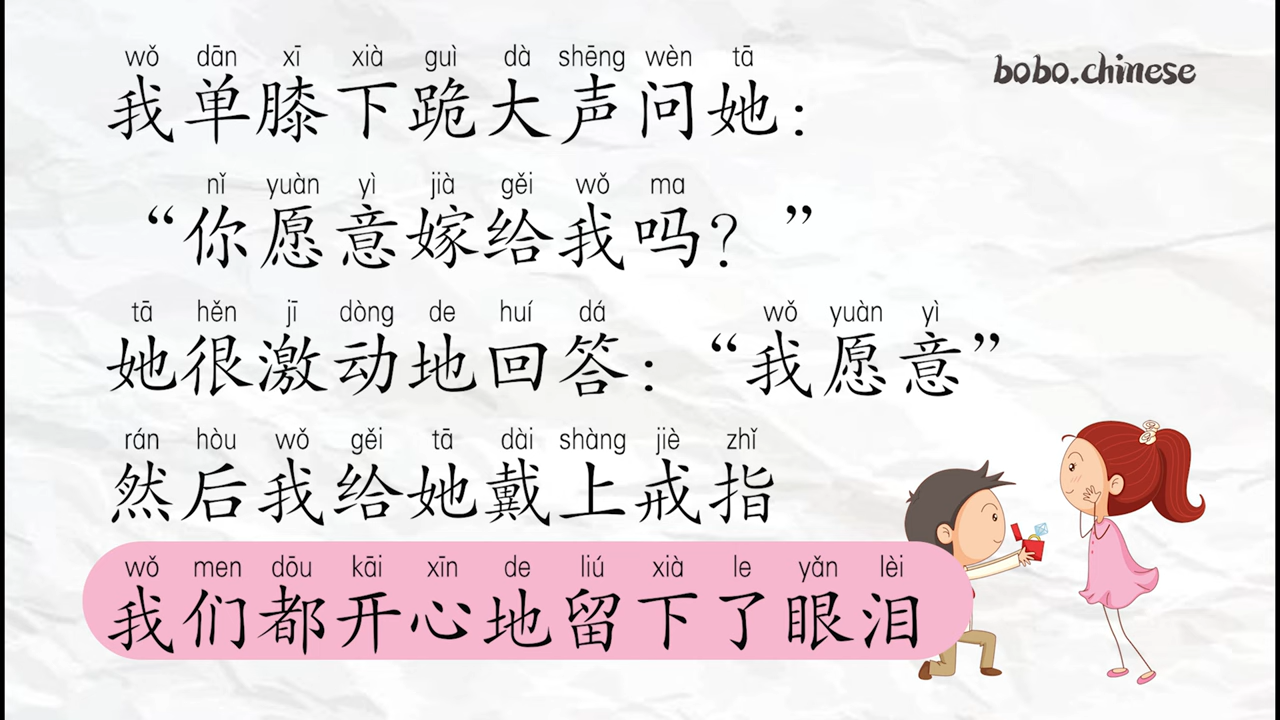 wǒ dān xī xià guì dà shēng wèn tā
我单膝下跪大声问她：
bobo.chinese
nǐ yuàn yì jià gěi wǒ ma
“你愿意嫁给我吗？”
tā hěn jī dòng de huí dá wǒ yuàn yì
她很激动地回答：“我愿意”
rán hòu wǒ gěi tā dài shàng jiè zhǐ
然后我给她戴上戒指
wǒ men dōu kāi xīn de liú xià le yǎn lèi
我们都开心地留下了眼泪